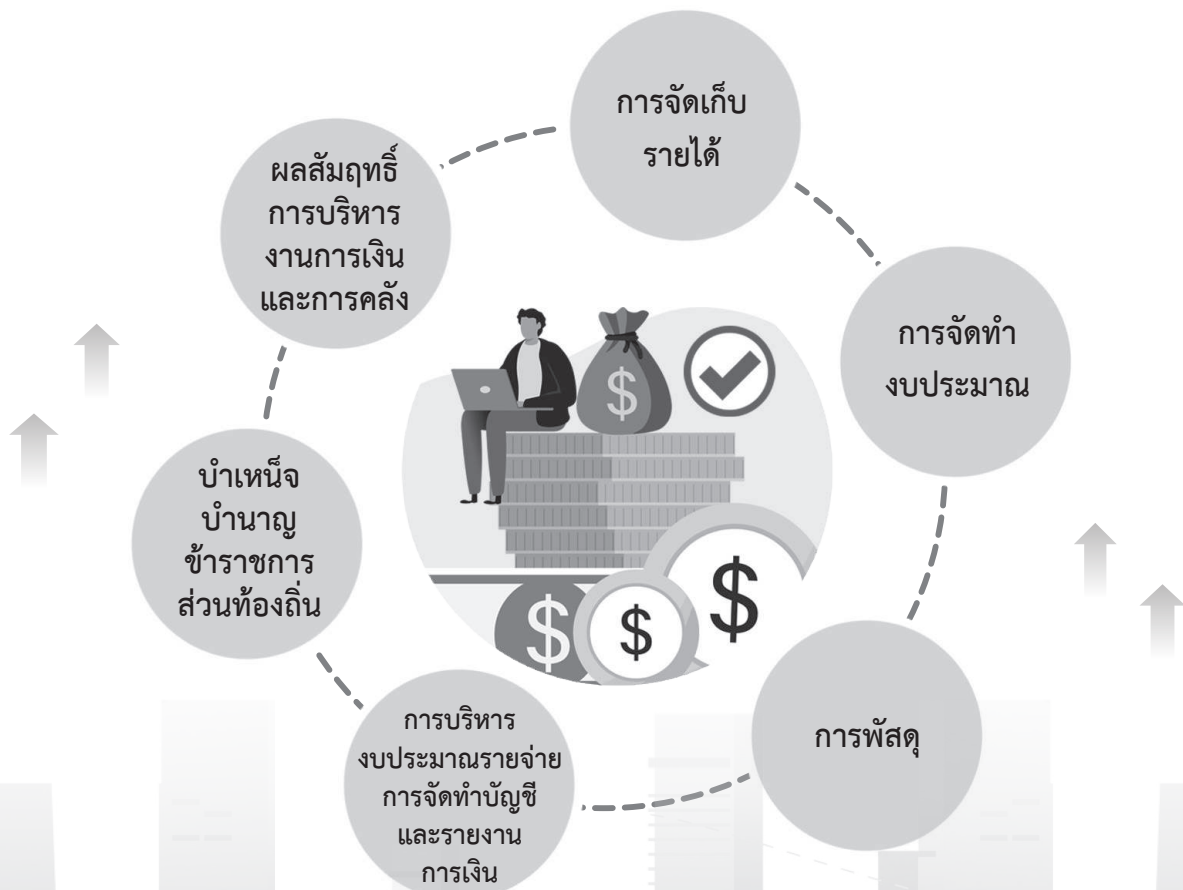 การจัดเก็บ
รายได้
การจัดทำ
งบประมาณ
การพัสดุ
การบริหาร
งบประมาณรายจ่าย
การจัดทำบัญชี
และรายงาน
การเงิน
บำเหน็จ
บำนาญ
ข้าราชการ
ส่วนท้องถิ่น
ผลสัมฤทธิ์
การบริหาร
งานการเงิน
และการคลัง
$
$
$
$